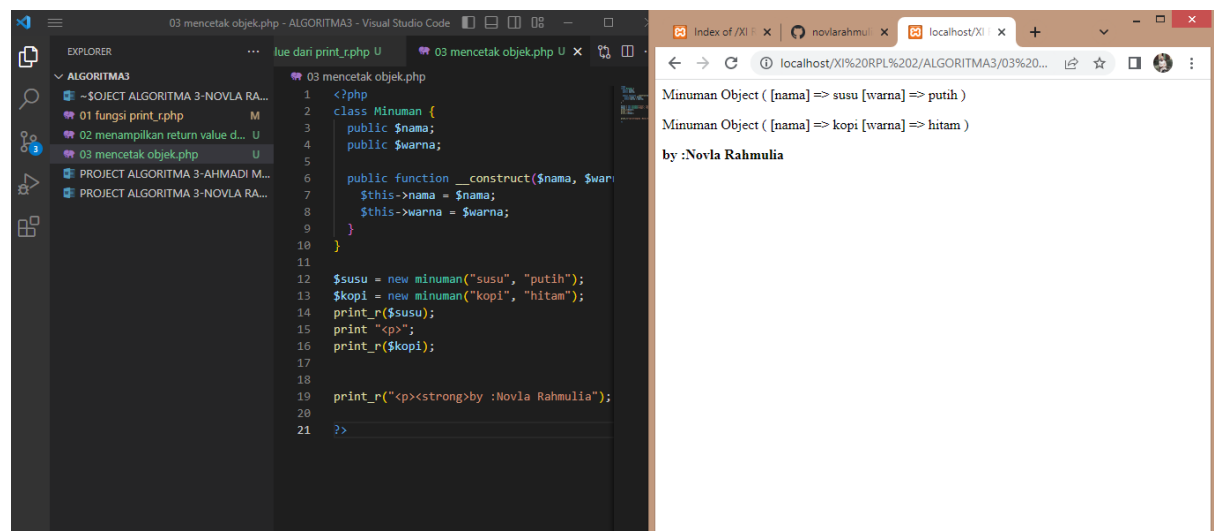 03 mencetak objek.php - ALGORITMA3 - Visual Studio Code
EXPLORER
lue dari print_r.php U
03 mencetak objek.php U
ALGORITMA3
~$OJECT ALGORITMA 3-NOVLA RA...
01 fungsi print_r.php M
02 menampilkan return value d... U
03 mencetak objek.php U
PROJECT ALGORITMA 3-AHMADI M...
PROJECT ALGORITMA 3-NOVLA RA...
3
03 mencetak objek.php
1 <?php
2 class Minuman {
3 public $nama;
4 public $warna;
5
6 public function __construct($nama, $war
7 $this->nama = $nama;
8 $this->warna = $warna;
9 }
10 }
11
12 $susu = new minuman("susu", "putih");
13 $kopi = new minuman("kopi", "hitam");
14 print_r($susu);
15 print "<p>";
16 print_r($kopi);
17
18
19 print_r("<p><strong>by :Novla Rahmulia");
20
21 ?>
Index of /XI
novlarahmuli
localhost/XI
localhost/XI%20RPL%202/ALGORITMA3/03%20...
Minuman Object ( [nama] => susu [warna] => putih )
Minuman Object ( [nama] => kopi [warna] => hitam )
by :Novla Rahmulia